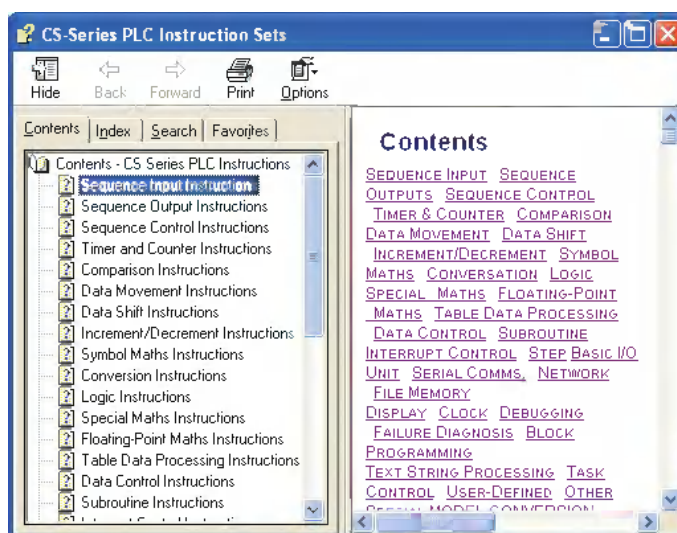 CS-Series PLC Instruction Sets
Hide Back Forward Print Options
Contents Index Search Favorites
Contents - CS Series PLC Instructions
Sequence Input Instruction
Sequence Output Instructions
Sequence Control Instructions
Timer and Counter Instructions
Comparison Instructions
Data Movement Instructions
Data Shift Instructions
Increment/Decrement Instructions
Symbol Maths Instructions
Conversion Instructions
Logic Instructions
Special Maths Instructions
Floating-Point Maths Instructions
Table Data Processing Instructions
Data Control Instructions
Subroutine Instructions
Contents
SEQUENCE INPUT SEQUENCE
OUTPUTS SEQUENCE CONTROL
TIMER & COUNTER COMPARISON
DATA MOVEMENT DATA SHIFT
INCREMENT/DECREMENT SYMBOL
MATHS CONVERSATION LOGIC
SPECIAL MATHS FLOATING-POINT
MATHS TABLE DATA PROCESSING
DATA CONTROL SUBROUTINE
INTERRUPT CONTROL STEP BASIC I/O
UNIT SERIAL COMMS, NETWORK
FILE MEMORY
DISPLAY CLOCK DEBUGGING
FAILURE DIAGNOSIS BLOCK
PROGRAMMING
TEXT STRING PROCESSING TASK
CONTROL USER-DEFINED OTHER
SPECIAL MODEL CONVERSION